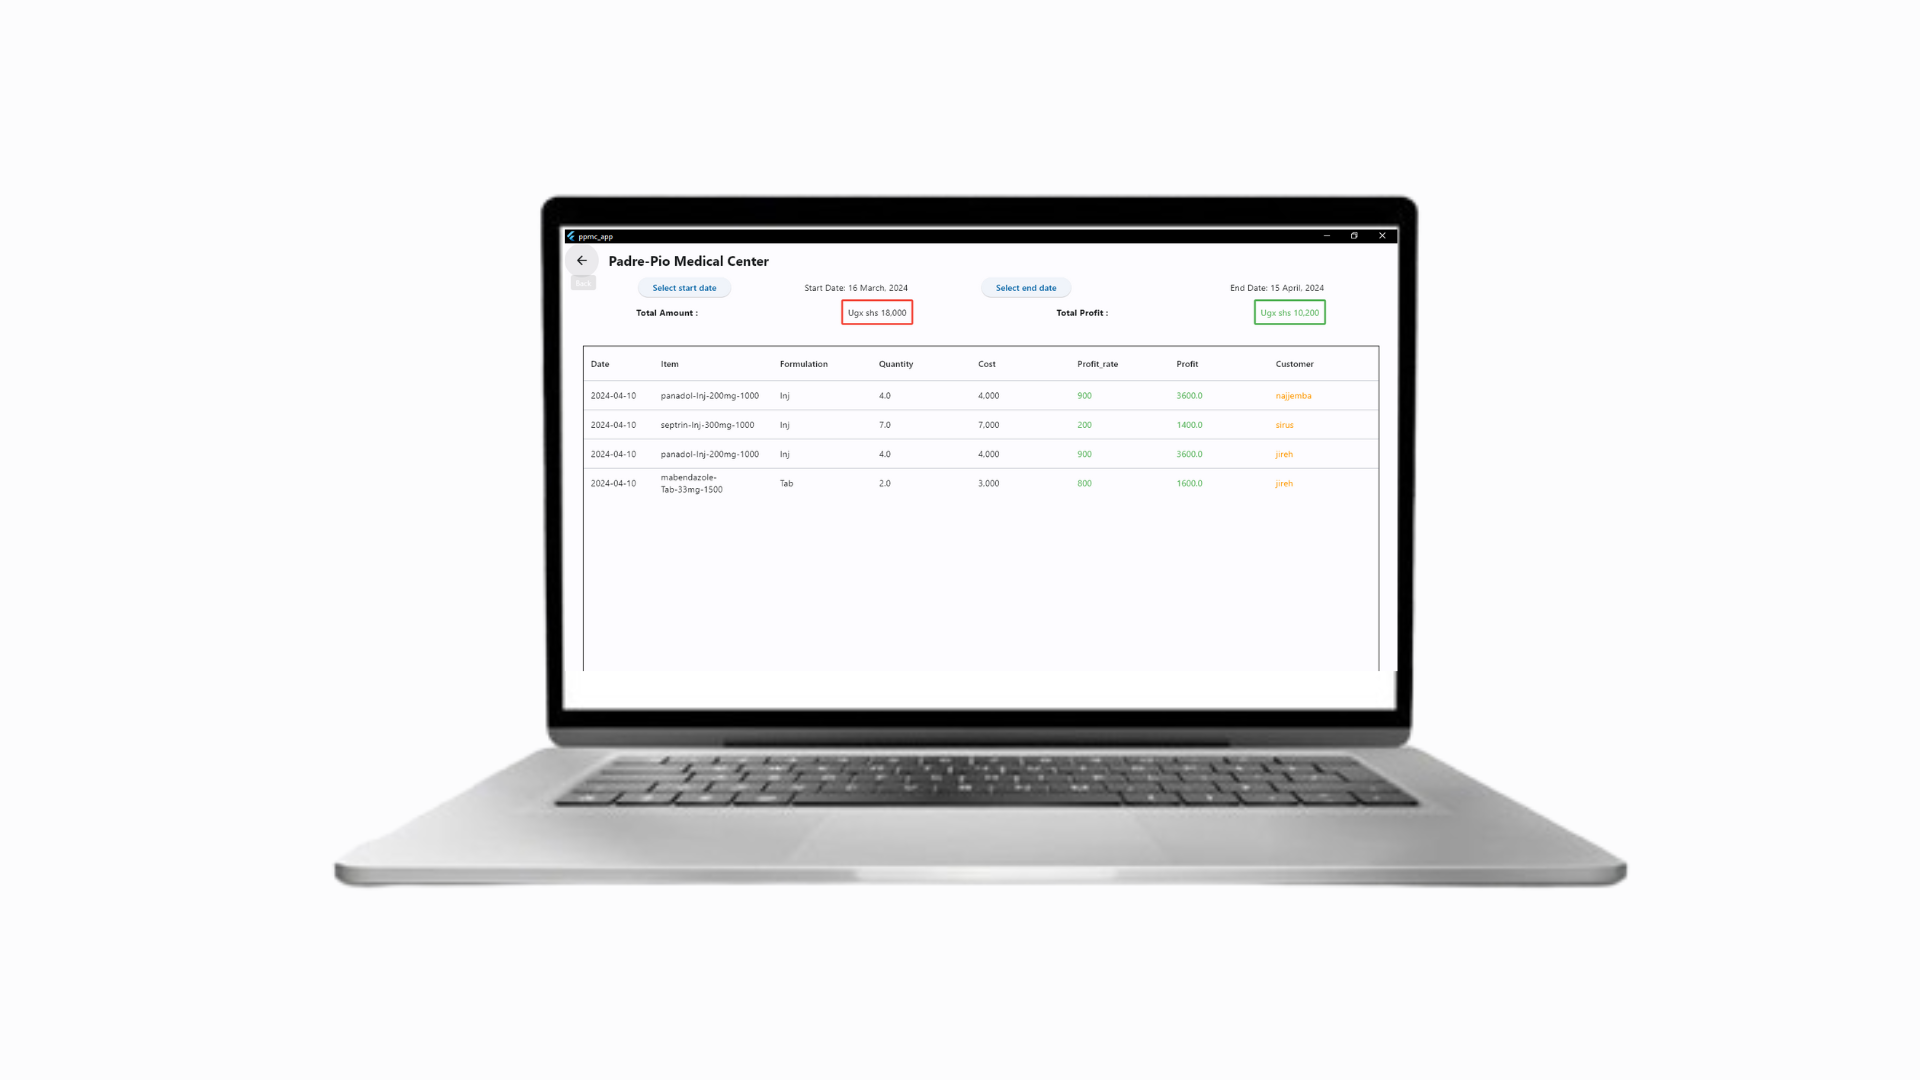 ppmc_app
Padre-Pio Medical Center
Back
Select start date Start Date: 16 March, 2024 Select end date End Date: 15 April, 2024
Total Amount : Ugx shs 18,000 Total Profit : Ugx shs 10,200
Date Item Formulation Quantity Cost Profit_rate Profit Customer
2024-04-10 panadol-Inj-200mg-1000 Inj 4.0 4,000 900 3600.0 najjemba
2024-04-10 septrin-Inj-300mg-1000 Inj 7.0 7,000 200 1400.0 sirus
2024-04-10 panadol-Inj-200mg-1000 Inj 4.0 4,000 900 3600.0 jireh
2024-04-10 mabendazole-
Tab-33mg-1500 Tab 2.0 3,000 800 1600.0 jireh